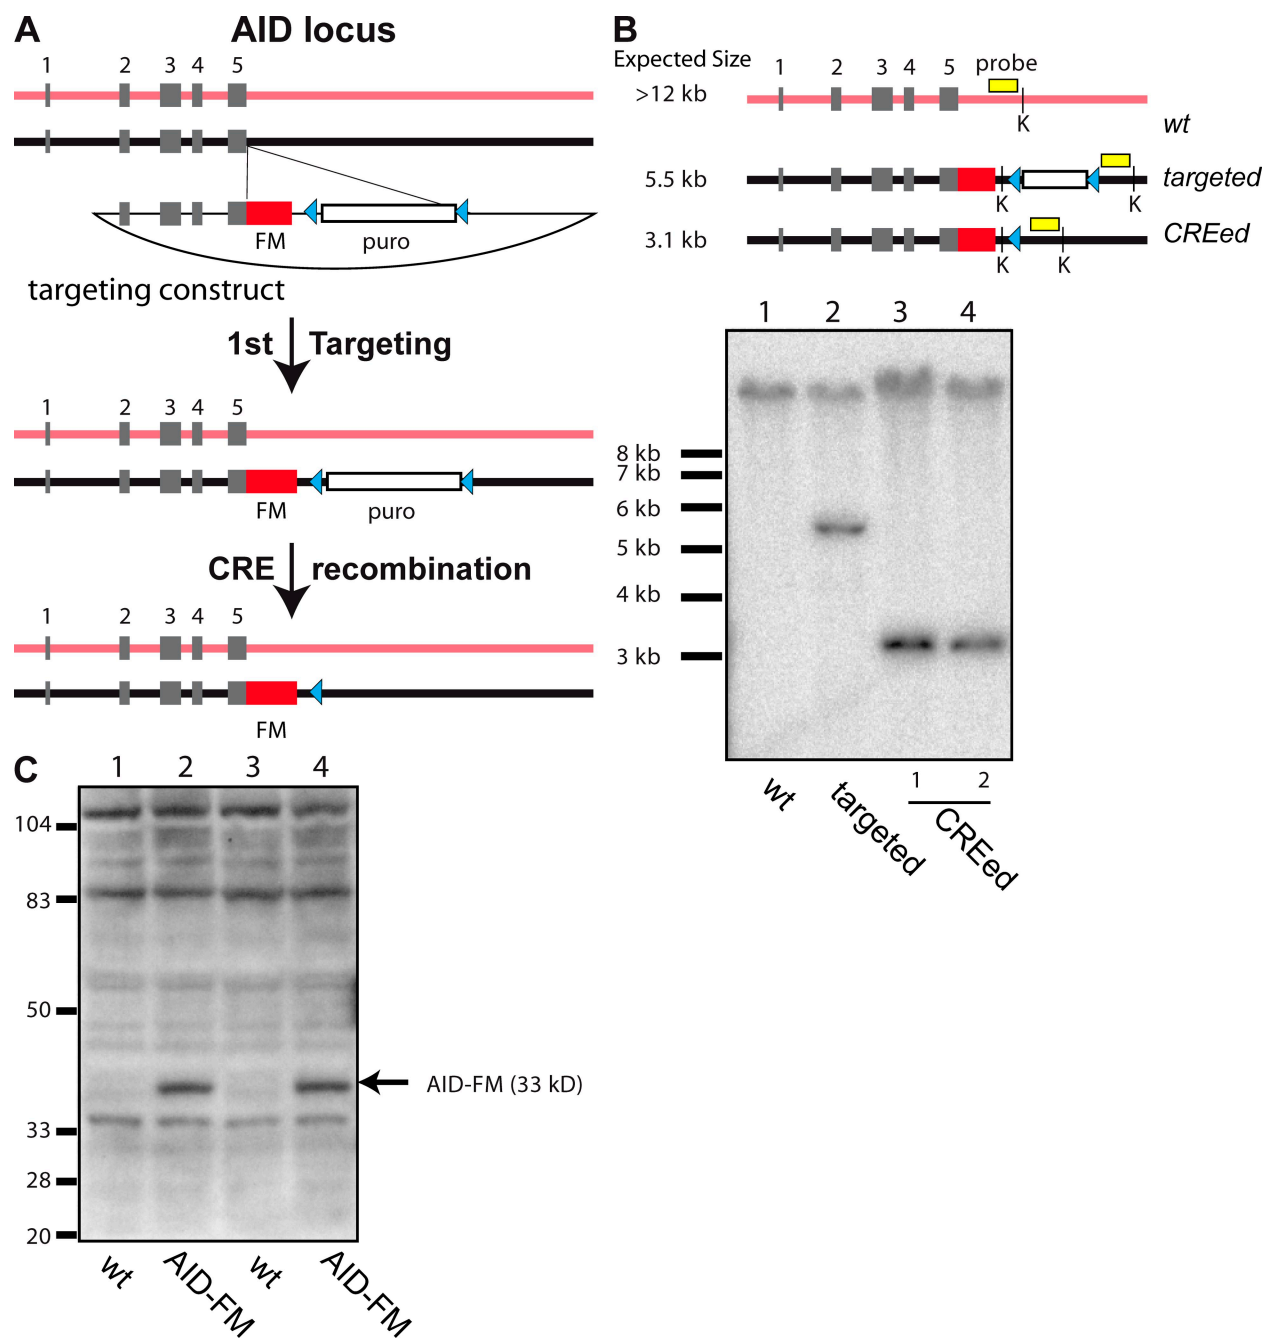 A
AID locus
1 2 3 4 5
FM
puro
targeting construct
1st Targeting
1 2 3 4 5
FM
puro
CRE recombination
1 2 3 4 5
FM
B
Expected Size
1 2 3 4 5 probe
>12 kb
K
wt
5.5 kb
targeted
K K
3.1 kb
CREed
K K
1 2 3 4
8 kb
7 kb
6 kb
5 kb
4 kb
3 kb
wt
targeted
1 2
CREed
C
1 2 3 4
104
83
50
AID-FM (33 kD)
33
28
20
wt
AID-FM
wt
AID-FM